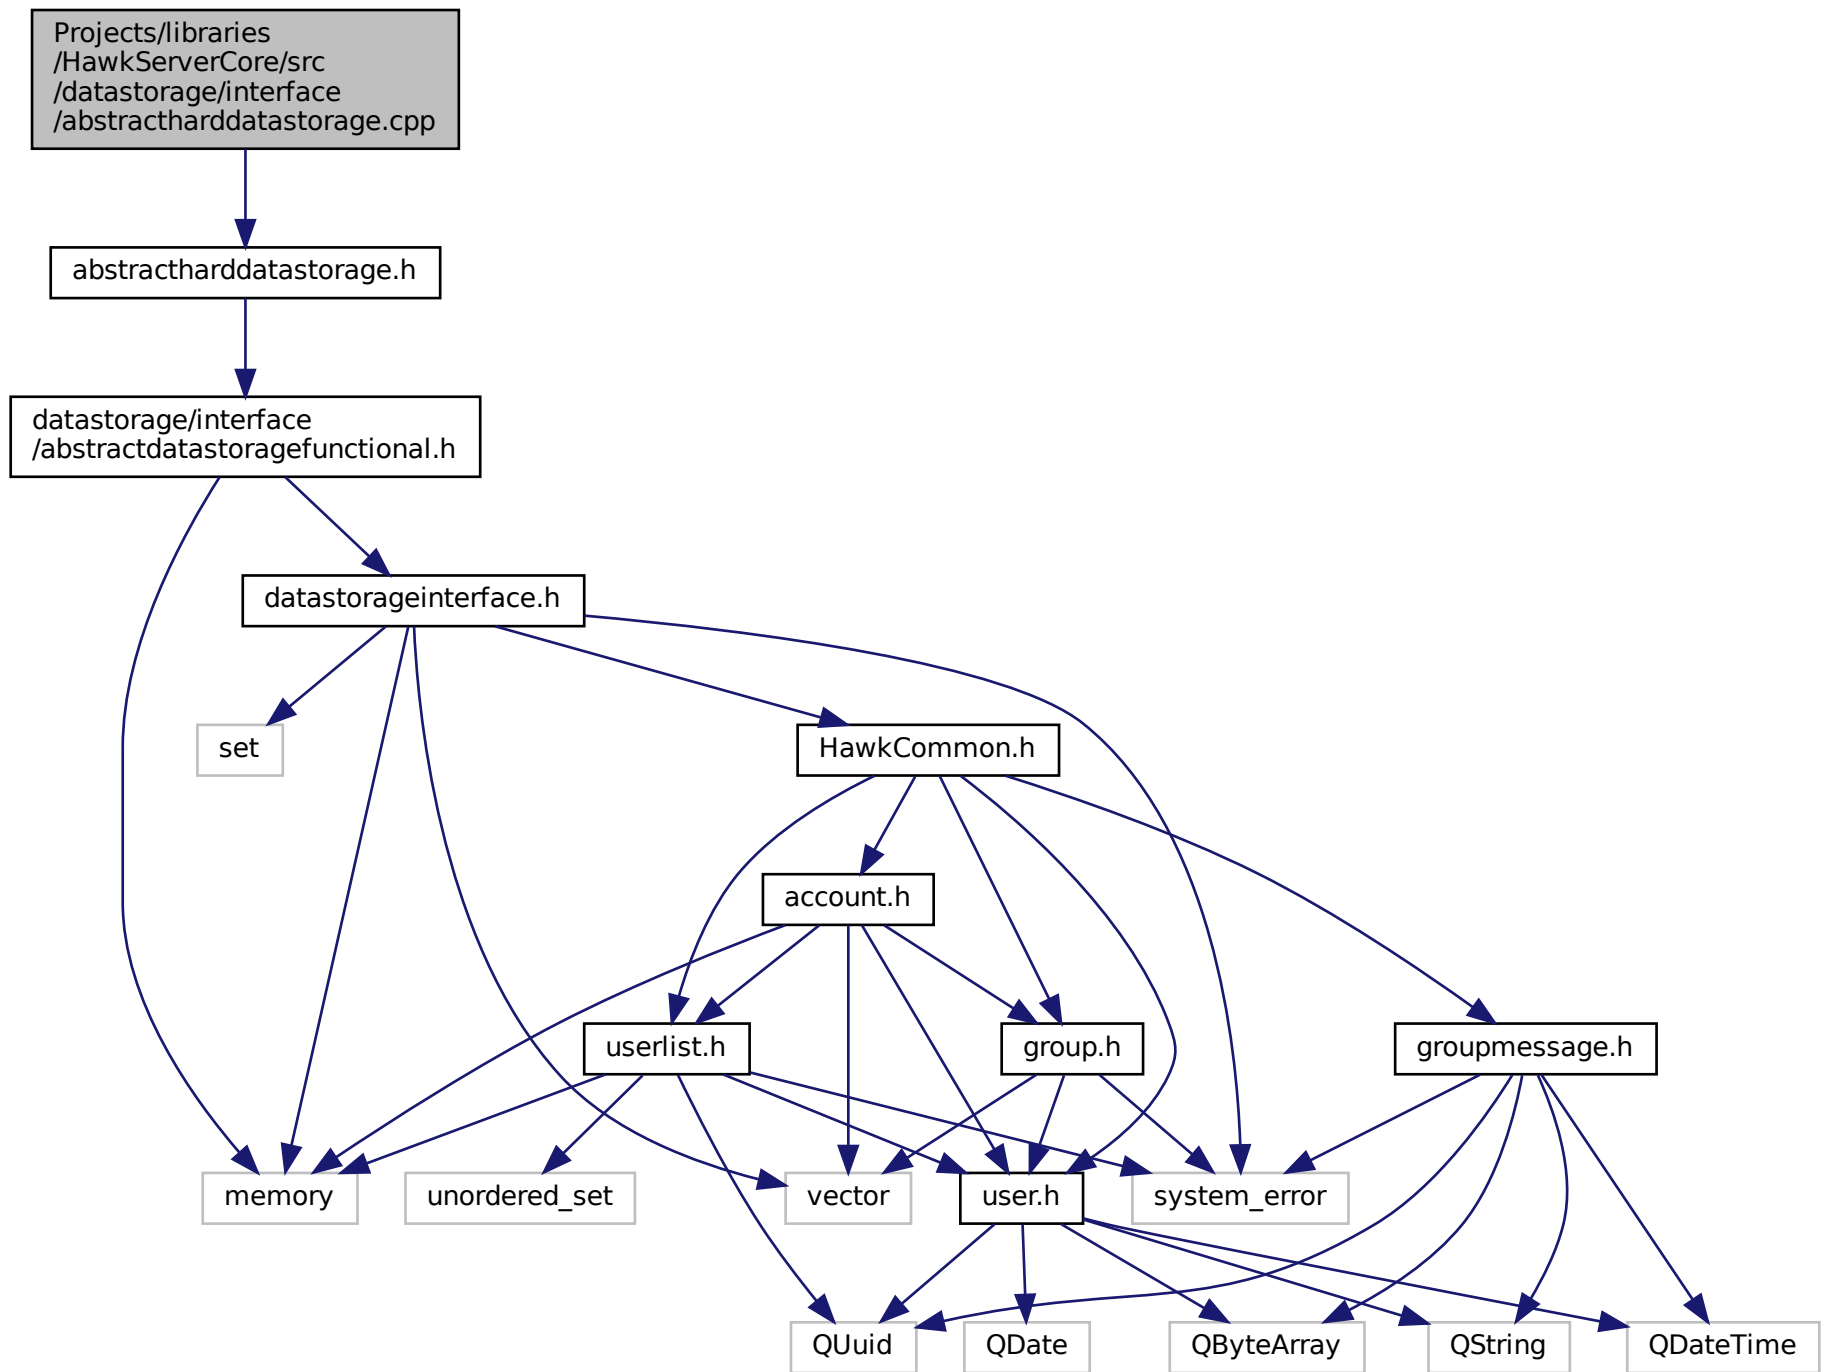 Projects/libraries
/HawkServerCore/src
/datastorage/interface
/abstractharddatastorage.cpp
abstractharddatastorage.h
datastorage/interface
/abstractdatastoragefunctional.h
datastorageinterface.h
set
HawkCommon.h
account.h
userlist.h
group.h
groupmessage.h
memory
unordered_set
vector
user.h
system_error
QUuid
QDate
QByteArray
QString
QDateTime